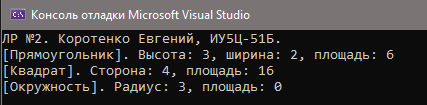 Консоль отладки Microsoft Visual Studio
ЛР №2. Коротенко Евгений, ИУ5Ц-51Б.
[Прямоугольник]. Высота: 3, ширина: 2, площадь: 6
[Квадрат]. Сторона: 4, площадь: 16
[Окружность]. Радиус: 3, площадь: 0